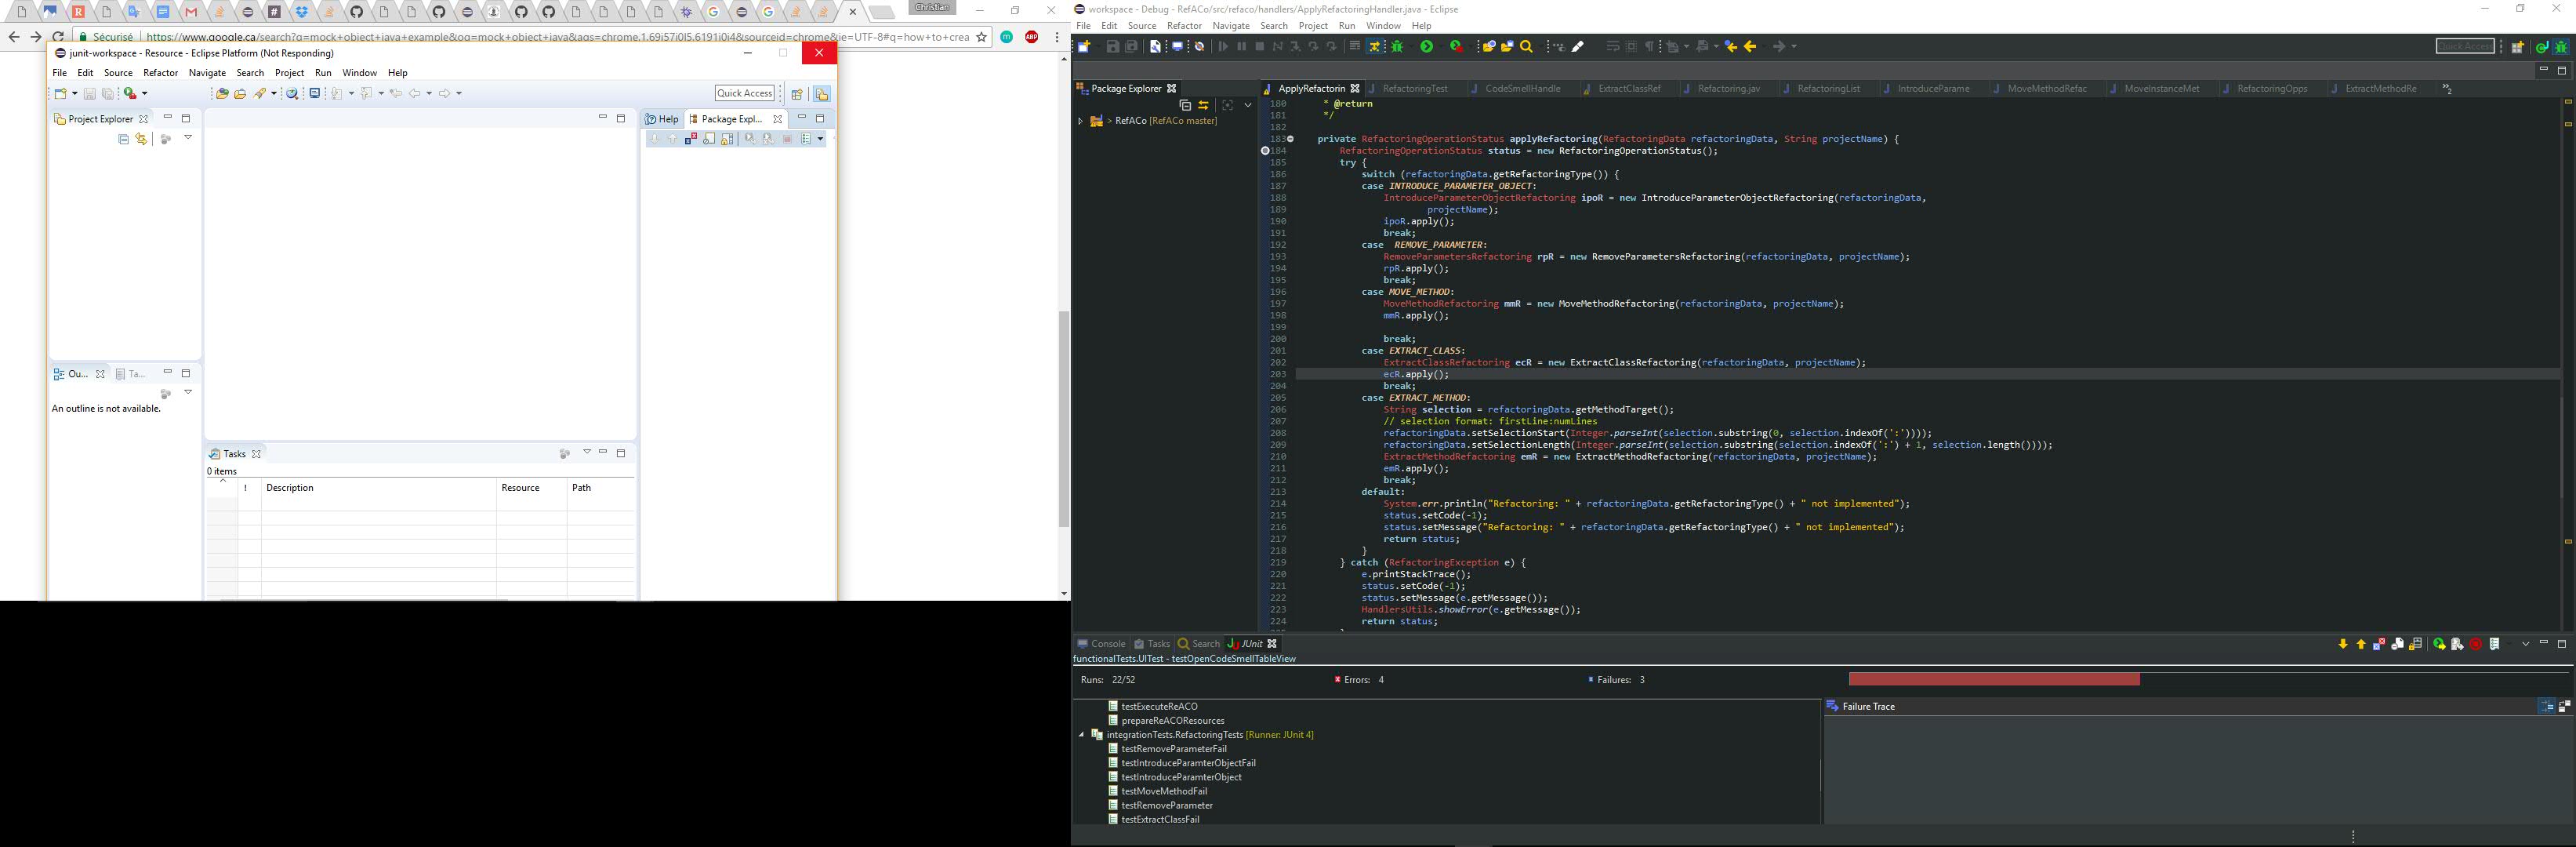 Christian
Sécurisé https://www.google.ca/search?q=mock+object+java+example&oq=mock+object+java&aqs=chrome.1.69i57j0l5.6191j0j4&sourceid=chrome&ie=UTF-8#q=how+to+crea
junit-workspace - Resource - Eclipse Platform (Not Responding)
File Edit Source Refactor Navigate Search Project Run Window Help
Quick Access
Project Explorer
Help Package Expl...
Ou... Ta...
An outline is not available.
Tasks
0 items
! Description Resource Path
workspace - Debug - RefACo/src/refaco/handlers/ApplyRefactoringHandler.java - Eclipse
File Edit Source Refactor Navigate Search Project Run Window Help
Quick Access
Package Explorer
> RefACo [RefACo master]
ApplyRefactorin RefactoringTest CodeSmellHandle ExtractClassRef Refactoring.jav RefactoringList IntroduceParame MoveMethodRefac MoveInstanceMet RefactoringOpps ExtractMethodRe »2
180 * @return
181 */
182
183 private RefactoringOperationStatus applyRefactoring(RefactoringData refactoringData, String projectName) {
184 RefactoringOperationStatus status = new RefactoringOperationStatus();
185 try {
186 switch (refactoringData.getRefactoringType()) {
187 case INTRODUCE_PARAMETER_OBJECT:
188 IntroduceParameterObjectRefactoring ipoR = new IntroduceParameterObjectRefactoring(refactoringData,
189 projectName);
190 ipoR.apply();
191 break;
192 case REMOVE_PARAMETER:
193 RemoveParametersRefactoring rpR = new RemoveParametersRefactoring(refactoringData, projectName);
194 rpR.apply();
195 break;
196 case MOVE_METHOD:
197 MoveMethodRefactoring mmR = new MoveMethodRefactoring(refactoringData, projectName);
198 mmR.apply();
199
200 break;
201 case EXTRACT_CLASS:
202 ExtractClassRefactoring ecR = new ExtractClassRefactoring(refactoringData, projectName);
203 ecR.apply();
204 break;
205 case EXTRACT_METHOD:
206 String selection = refactoringData.getMethodTarget();
207 // selection format: firstLine:numLines
208 refactoringData.setSelectionStart(Integer.parseInt(selection.substring(0, selection.indexOf(':'))));
209 refactoringData.setSelectionLength(Integer.parseInt(selection.substring(selection.indexOf(':') + 1, selection.length())));
210 ExtractMethodRefactoring emR = new ExtractMethodRefactoring(refactoringData, projectName);
211 emR.apply();
212 break;
213 default:
214 System.err.println("Refactoring: " + refactoringData.getRefactoringType() + " not implemented");
215 status.setCode(-1);
216 status.setMessage("Refactoring: " + refactoringData.getRefactoringType() + " not implemented");
217 return status;
218 }
219 } catch (RefactoringException e) {
220 e.printStackTrace();
221 status.setCode(-1);
222 status.setMessage(e.getMessage());
223 HandlersUtils.showError(e.getMessage());
224 return status;
Console Tasks Search JUnit
functionalTests.UITest - testOpenCodeSmellTableView
Runs: 22/52 Errors: 4 Failures: 3
testExecuteReACO
prepareReACOResources
integrationTests.RefactoringTests [Runner: JUnit 4]
testRemoveParameterFail
testIntroduceParamterObjectFail
testIntroduceParamterObject
testMoveMethodFail
testRemoveParameter
testExtractClassFail
Failure Trace